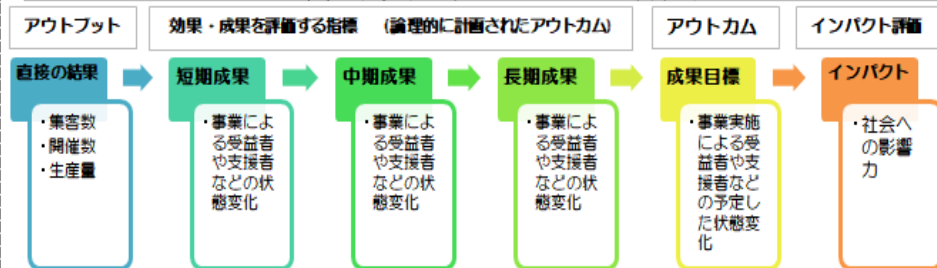 アウトプット
効果・成果を評価する指標　(論理的に計画されたアウトカム)
アウトカム
インパクト評価
直接の結果
・集客数
・開催数
・生産量
短期成果
・事業によ
る受益者
や支援者
などの状
態変化
中期成果
・事業によ
る受益者
や支援者
などの状
態変化
長期成果
・事業によ
る受益者
や支援者
などの状
態変化
成果目標
・事業実施
による受
益者や支
援者など
の予定し
た状態変
化
インパクト
・社会へ
の影響
力